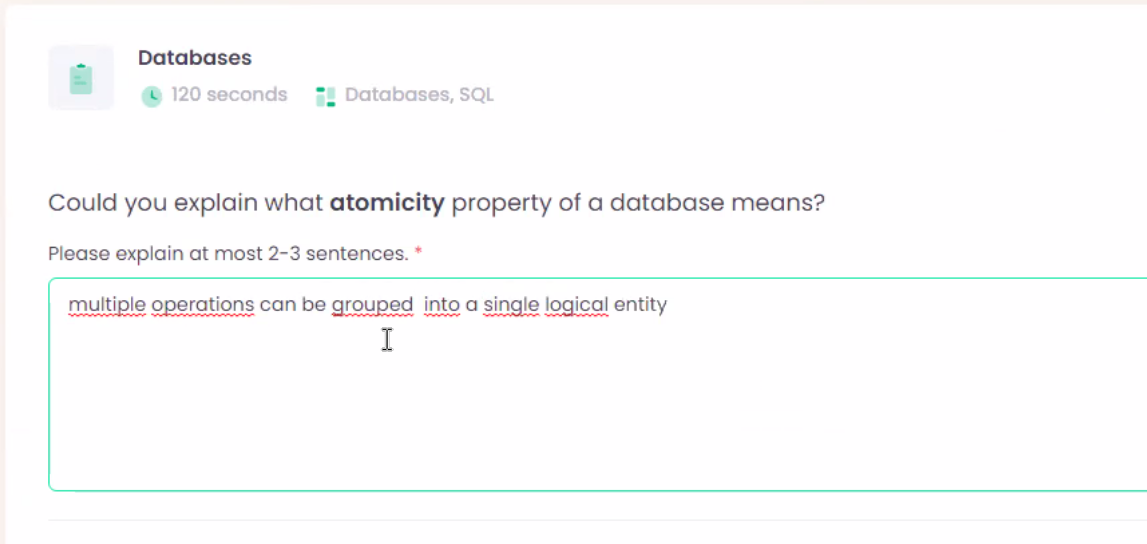 Databases
120 seconds Databases, SQL
Could you explain what atomicity property of a database means?
Please explain at most 2-3 sentences. *
multiple operations can be grouped  into a single logical entity